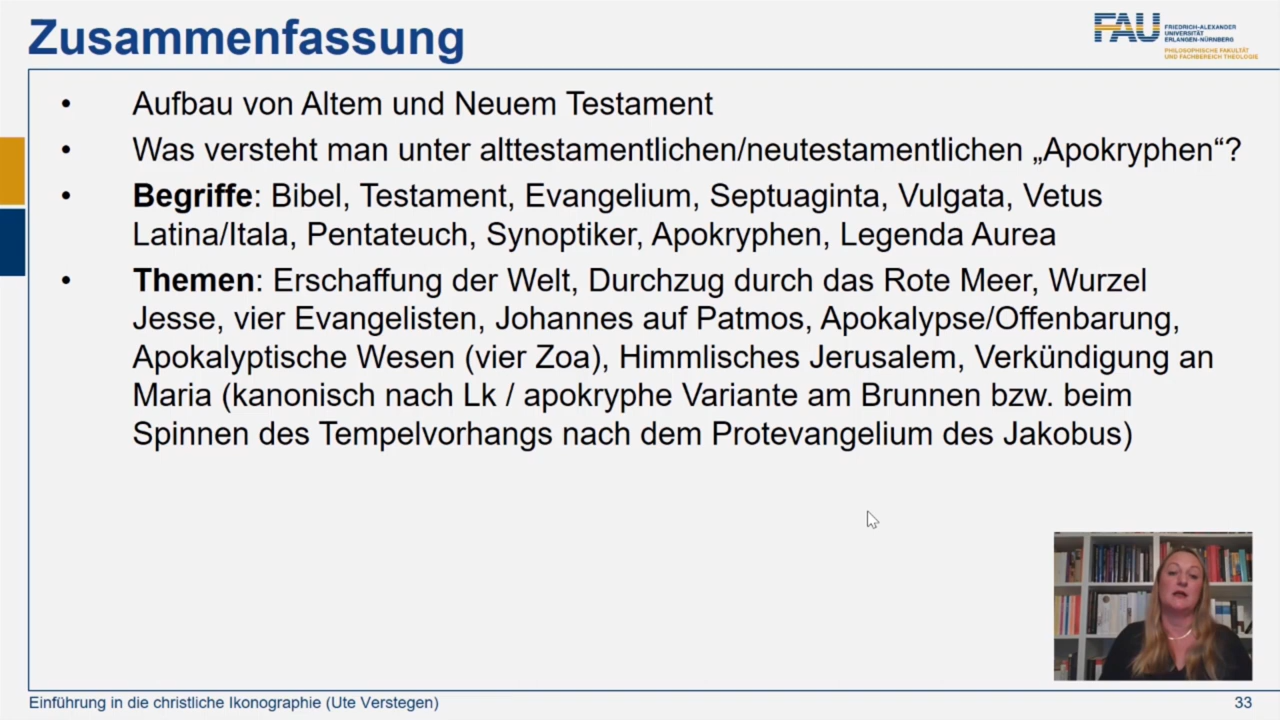 Zusammenfassung
FAU
FRIEDRICH-ALEXANDER
UNIVERSITÄT
ERLANGEN-NÜRNBERG
PHILOSOPHISCHE FAKULTÄT
UND FACHBEREICH THEOLOGIE
• Aufbau von Altem und Neuem Testament
• Was versteht man unter alttestamentlichen/neutestamentlichen „Apokryphen“?
• Begriffe: Bibel, Testament, Evangelium, Septuaginta, Vulgata, Vetus
Latina/Itala, Pentateuch, Synoptiker, Apokryphen, Legenda Aurea
• Themen: Erschaffung der Welt, Durchzug durch das Rote Meer, Wurzel
Jesse, vier Evangelisten, Johannes auf Patmos, Apokalypse/Offenbarung,
Apokalyptische Wesen (vier Zoa), Himmlisches Jerusalem, Verkündigung an
Maria (kanonisch nach Lk / apokryphe Variante am Brunnen bzw. beim
Spinnen des Tempelvorhangs nach dem Protevangelium des Jakobus)
Einführung in die christliche Ikonographie (Ute Verstegen)
33